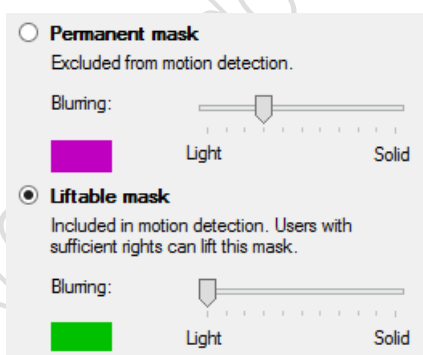 Permanent mask
Excluded from motion detection.
Blurring:
Light Solid
Liftable mask
Included in motion detection. Users with
sufficient rights can lift this mask.
Blurring:
Light Solid